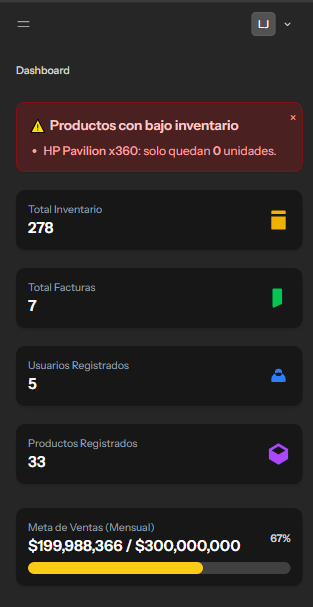 LJ
Dashboard
⚠️ Productos con bajo inventario
×
• HP Pavilion x360: solo quedan 0 unidades.
Total Inventario
278
Total Facturas
7
Usuarios Registrados
5
Productos Registrados
33
Meta de Ventas (Mensual)
$199,988,366 / $300,000,000
67%